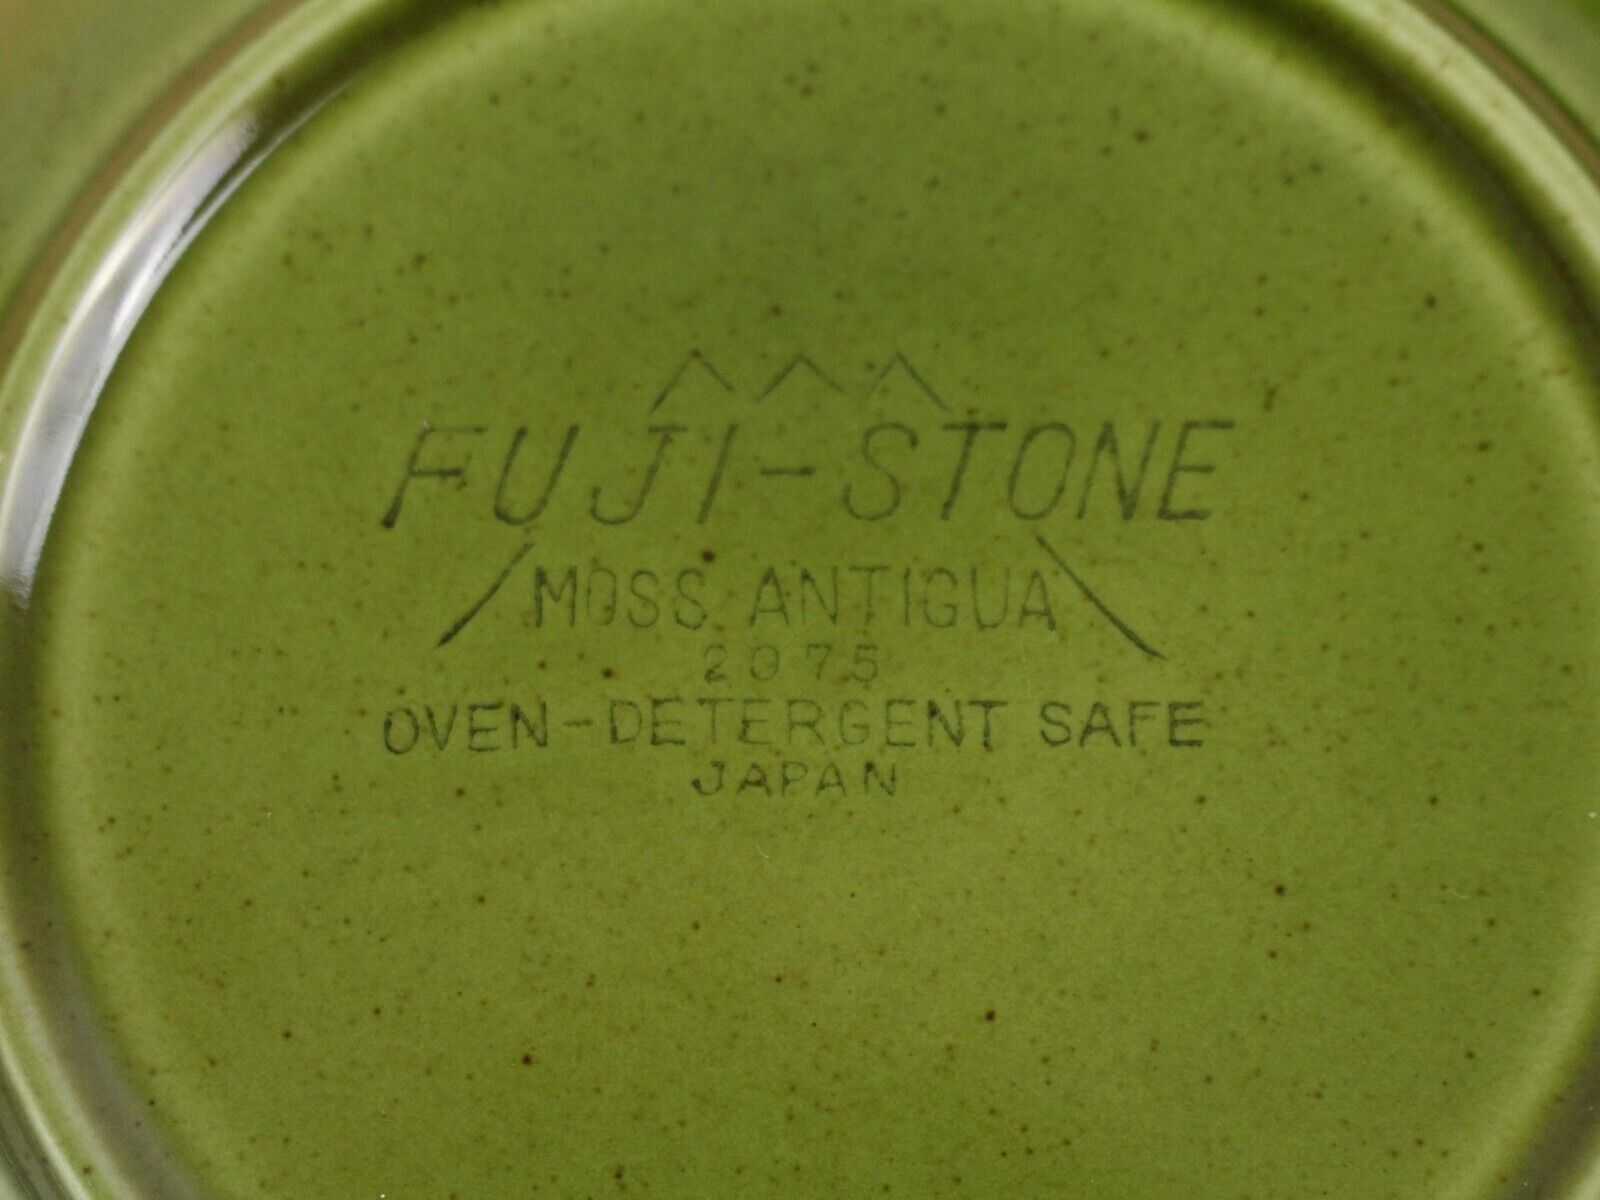 FUJI-STONE
MOSS ANTIGUA
2075
OVEN-DETERGENT SAFE
JAPAN